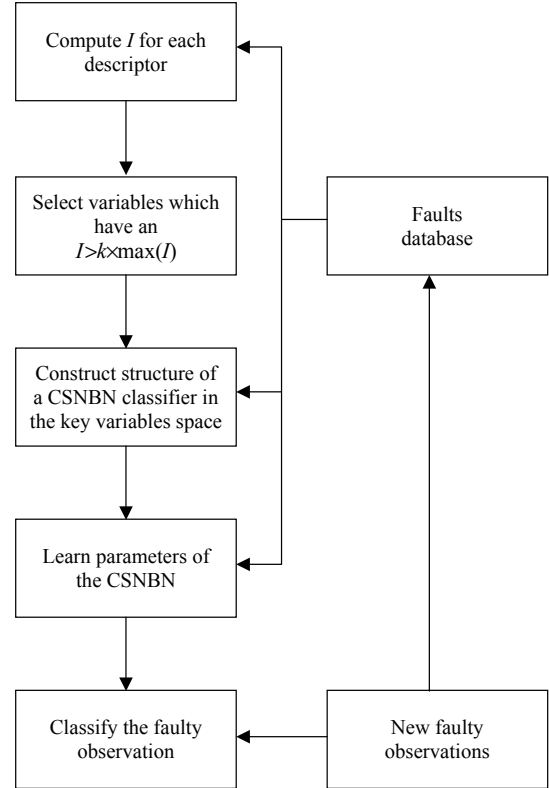 Compute I for each
descriptor
Select variables which
have an
I>k×max(I)
Faults
database
Construct structure of
a CSNBN classifier in
the key variables space
Learn parameters of
the CSNBN
Classify the faulty
observation
New faulty
observations